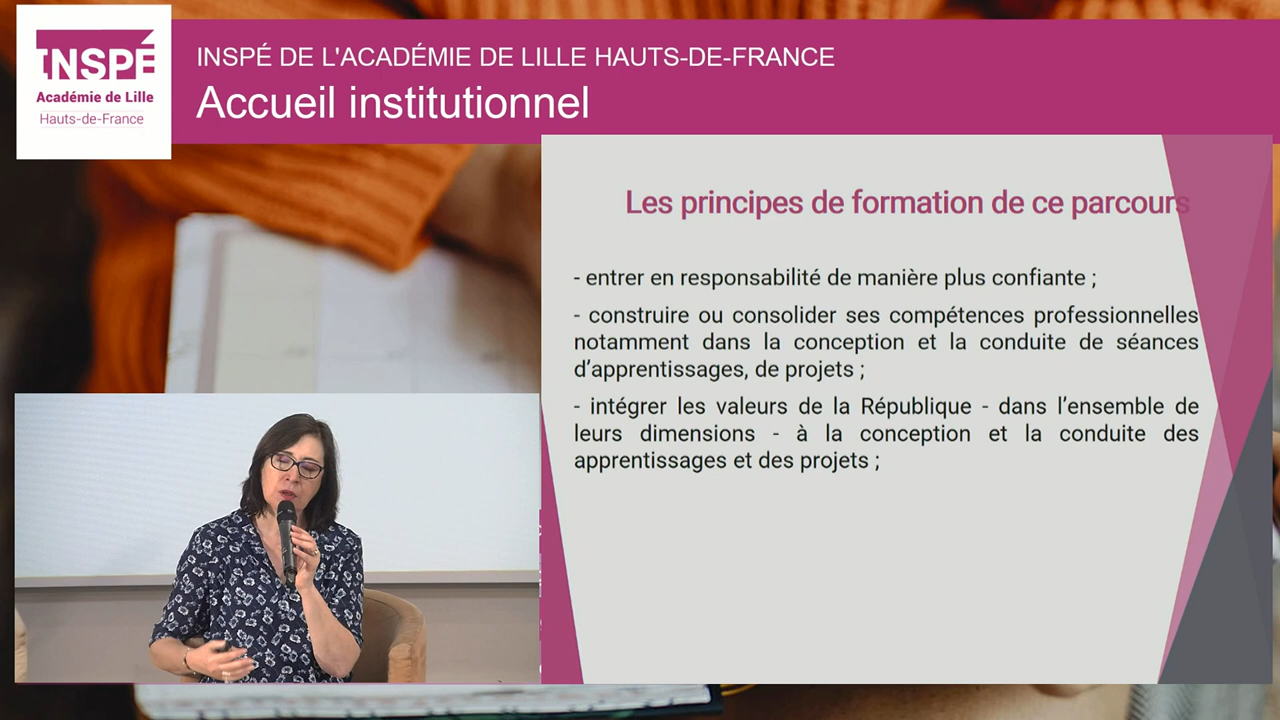 INSPÉ
Académie de Lille
Hauts-de-France
INSPÉ DE L'ACADÉMIE DE LILLE HAUTS-DE-FRANCE
Accueil institutionnel
Les principes de formation de ce parcours
- entrer en responsabilité de manière plus confiante ;
- construire ou consolider ses compétences professionnelles
notamment dans la conception et la conduite de séances
d’apprentissages, de projets ;
- intégrer les valeurs de la République - dans l’ensemble de
leurs dimensions - à la conception et la conduite des
apprentissages et des projets ;